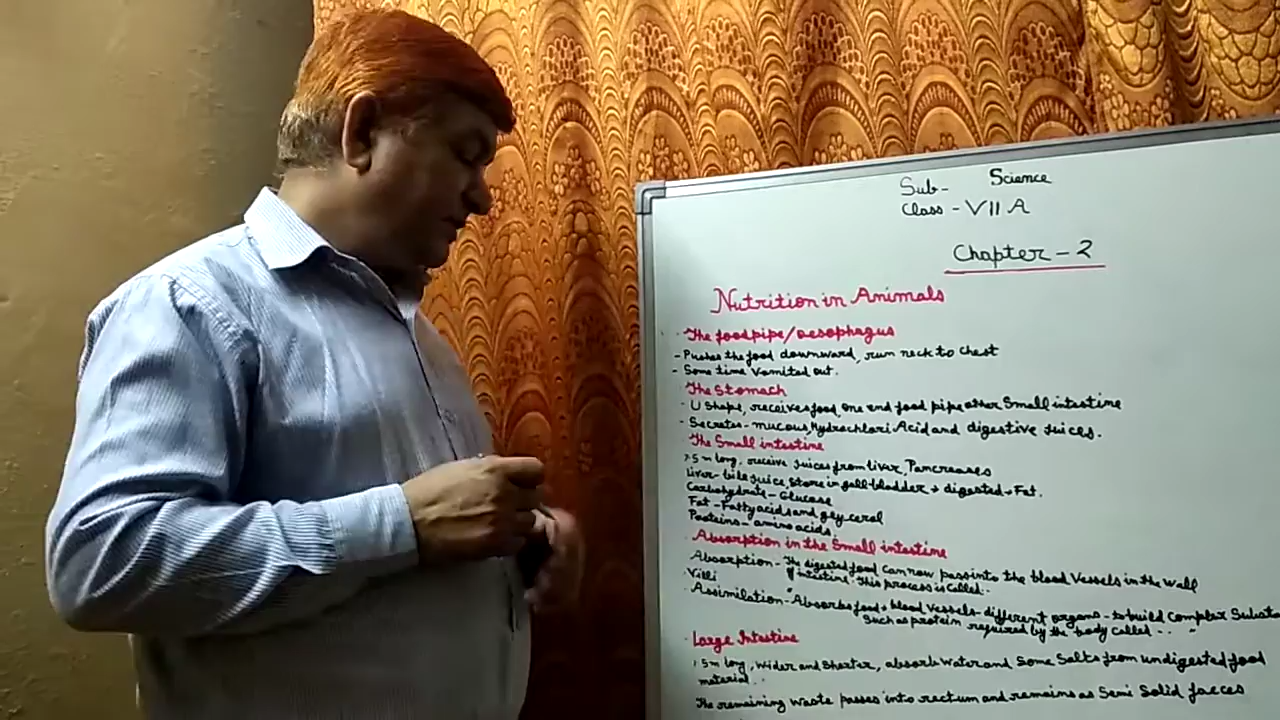 Sub- Science
Class - VII A
Chapter - 2
Nutrition in Animals
The foodpipe/oesophagus
- Pushes the food downward, run neck to chest
- Some time Vomited out.
The Stomach
U Shape, receives food, one end food pipe other Small intestine
- Secretes - mucous, Hydrochlori Acid and digestive Juices.
The Small intestine
7.5 m long, receive Juices from liver, Pancreases
Liver - bile juice, Store in gall bladder → digested → Fat.
Carbohydrate - Glucose
Fat - Fatty acids and glycerol
Proteins - amino acids
Absorption in the Small intestine
Absorption - The digested food can now pass into the blood Vessels in the wall
of intestine. This process is Called.
Villi
Assimilation - Absorbs food → blood Vessels - different organs - to build Complex
Such as protein required by the body Called - -
Large Intestine
1.5m long, Wider and Shorter, absorb Water and Some Salts from undigested food
material.
The remaining waste passes into rectum and remains as Semi Solid faeces